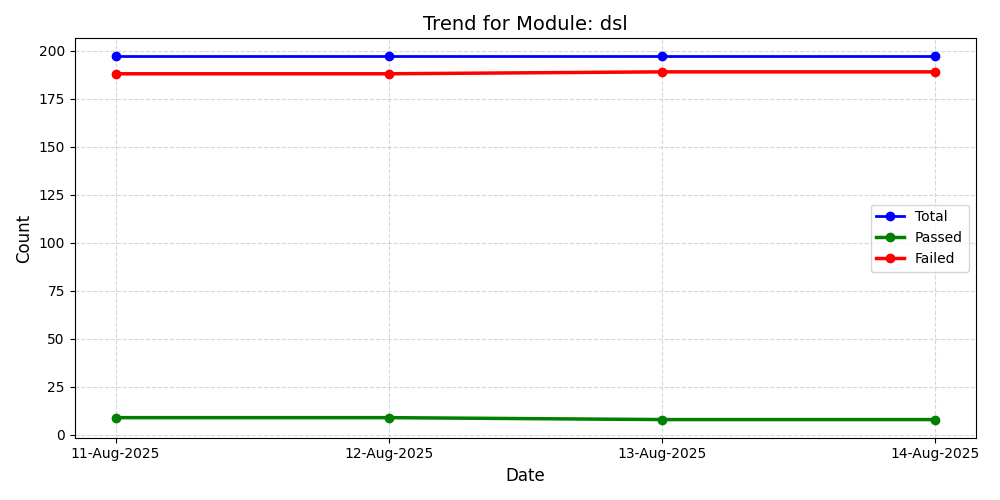 Trend for Module: dsl
200
175
150
125
100
75
50
25
0
Count
Total
Passed
Failed
11-Aug-2025
12-Aug-2025
13-Aug-2025
14-Aug-2025
Date